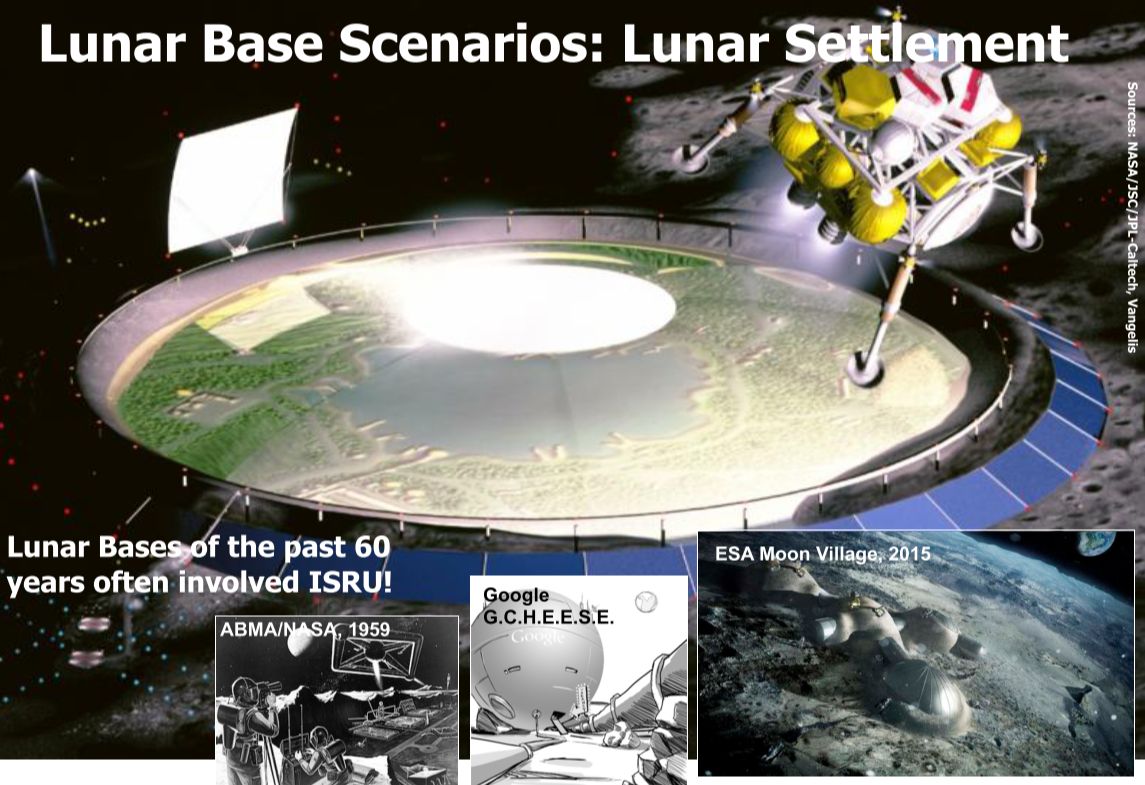 Lunar Base Scenarios: Lunar Settlement
Sources: NASA/JSC/JPL-Caltech, Vangelis
Lunar Bases of the past 60
years often involved ISRU!
ABMA/NASA, 1959
Google
G.C.H.E.E.S.E.
Google
ESA Moon Village, 2015